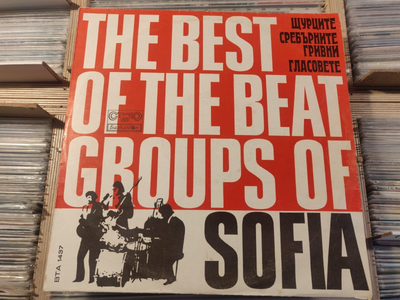 ЩУРЦИТЕ
СРЕБЪРНИТЕ
ГРИВНИ
ГЛАСОВЕТЕ
THE BEST
OF THE BEAT
GROUPS OF
SOFIA
ВТА 1437